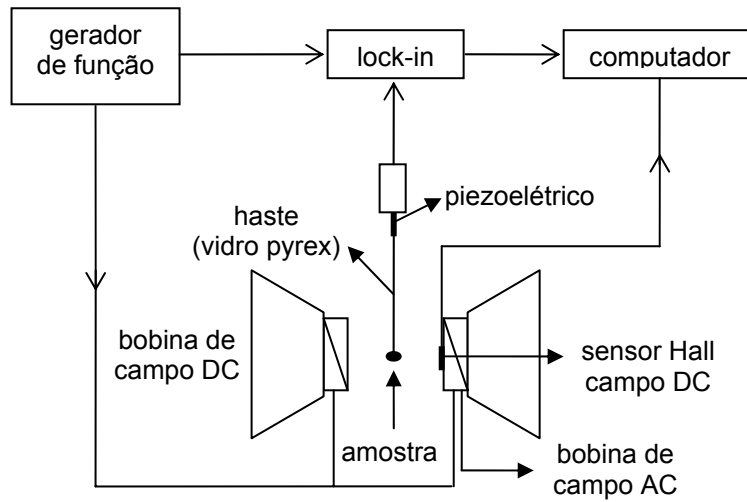 gerador
de função
lock-in
computador
piezoelétrico
haste
(vidro pyrex)
bobina de
campo DC
sensor Hall
campo DC
amostra
bobina de
campo AC